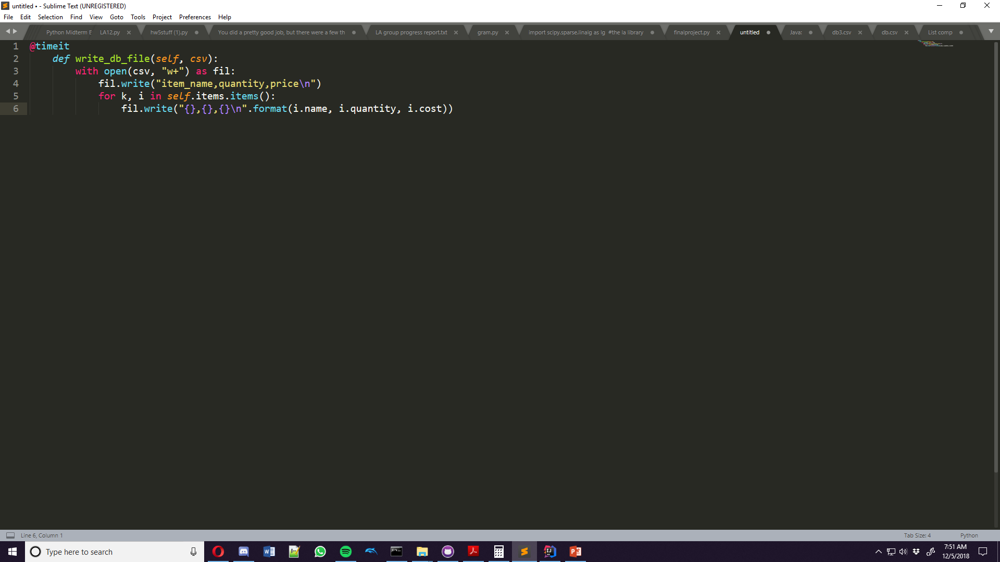 untitled • - Sublime Text (UNREGISTERED)
File Edit Selection Find View Goto Tools Project Preferences Help
Python Midterm E LA12.py hw5stuff (1).py You did a pretty good job, but there were a few th LA group progress report.txt gram.py import scipy.sparse.linalg as lg #the la library finalproject.py untitled Java: db3.csv db.csv List comp
1 @timeit
2     def write_db_file(self, csv):
3         with open(csv, "w+") as fil:
4             fil.write("item_name,quantity,price\n")
5             for k, i in self.items.items():
6                 fil.write("{},{},{}\n".format(i.name, i.quantity, i.cost))
Line 6, Column 1 Tab Size: 4 Python
Type here to search
7:51 AM
12/5/2018